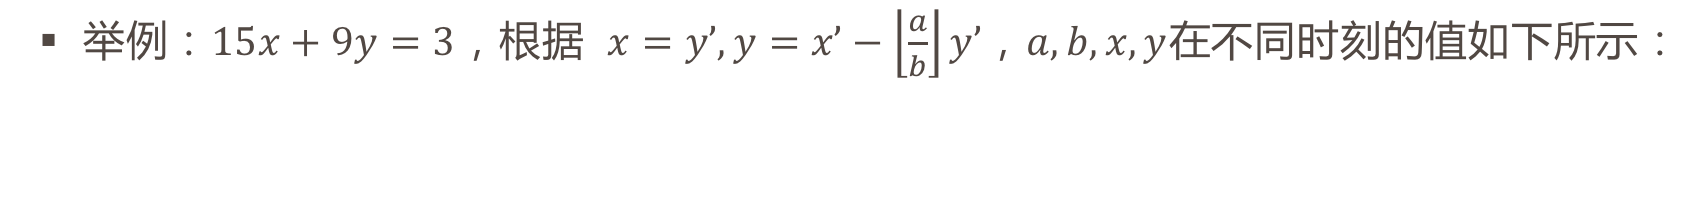 ▪ 举例：15x + 9y = 3，根据 x = y’, y = x’ − ⌊a/b⌋ y’，a, b, x, y在不同时刻的值如下所示：